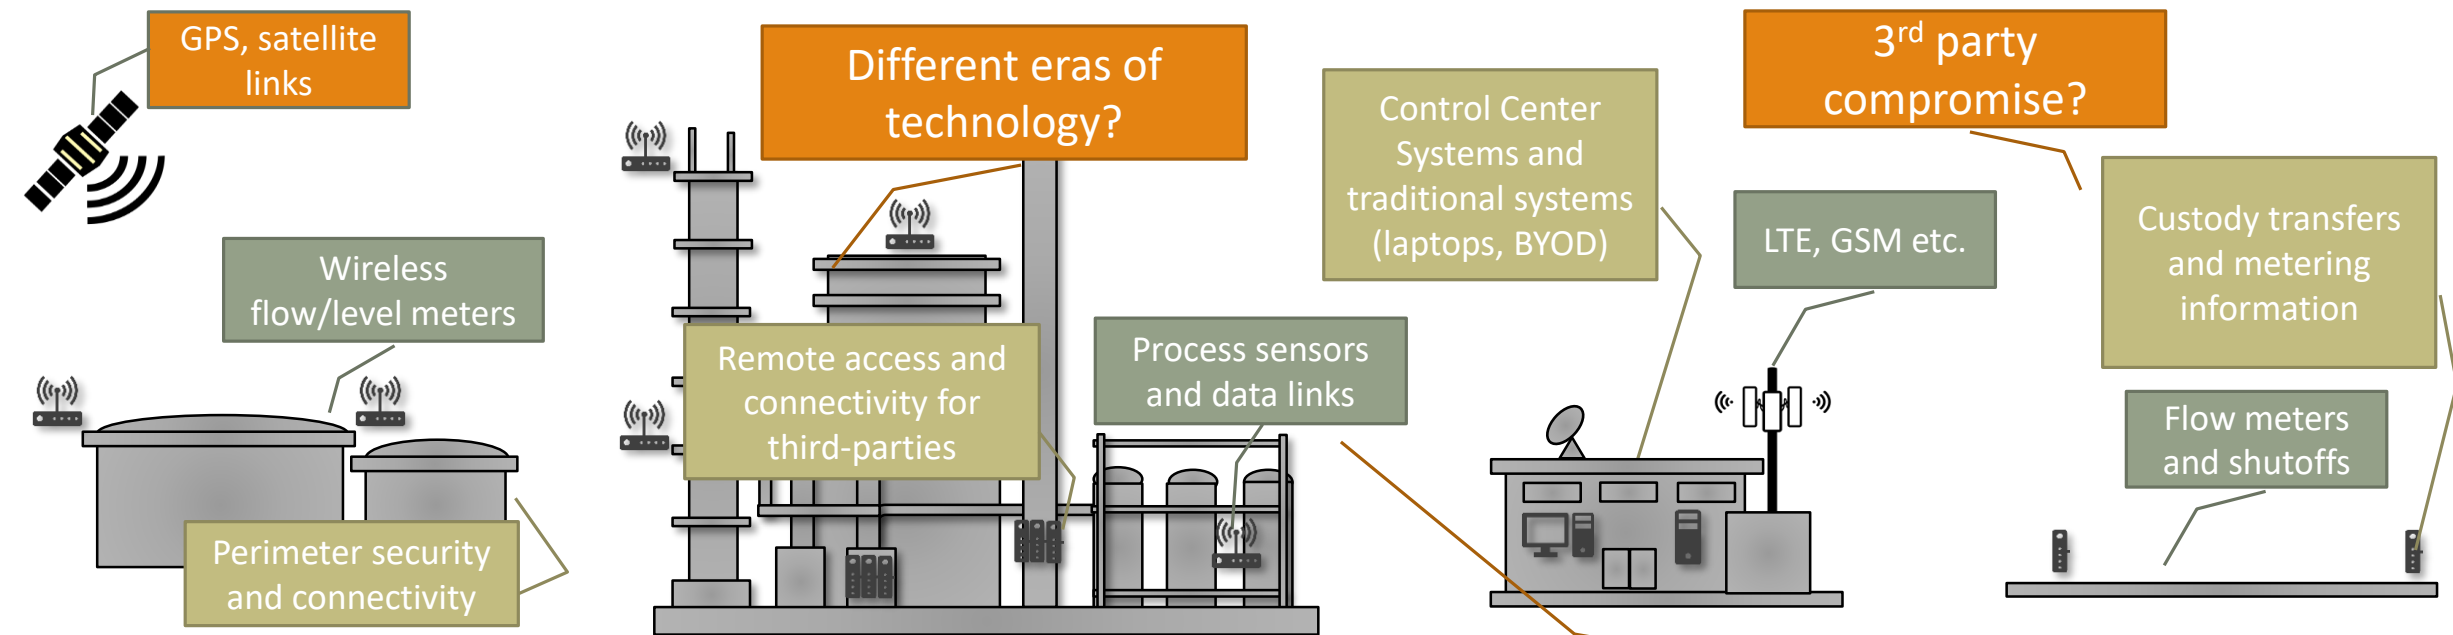 GPS, satellite
links
Different eras of
technology?
3rd party
compromise?
Control Center
Systems and
traditional systems
(laptops, BYOD)
LTE, GSM etc.
Custody transfers
and metering
information
Wireless
flow/level meters
Remote access and
connectivity for
third-parties
Process sensors
and data links
Flow meters
and shutoffs
Perimeter security
and connectivity